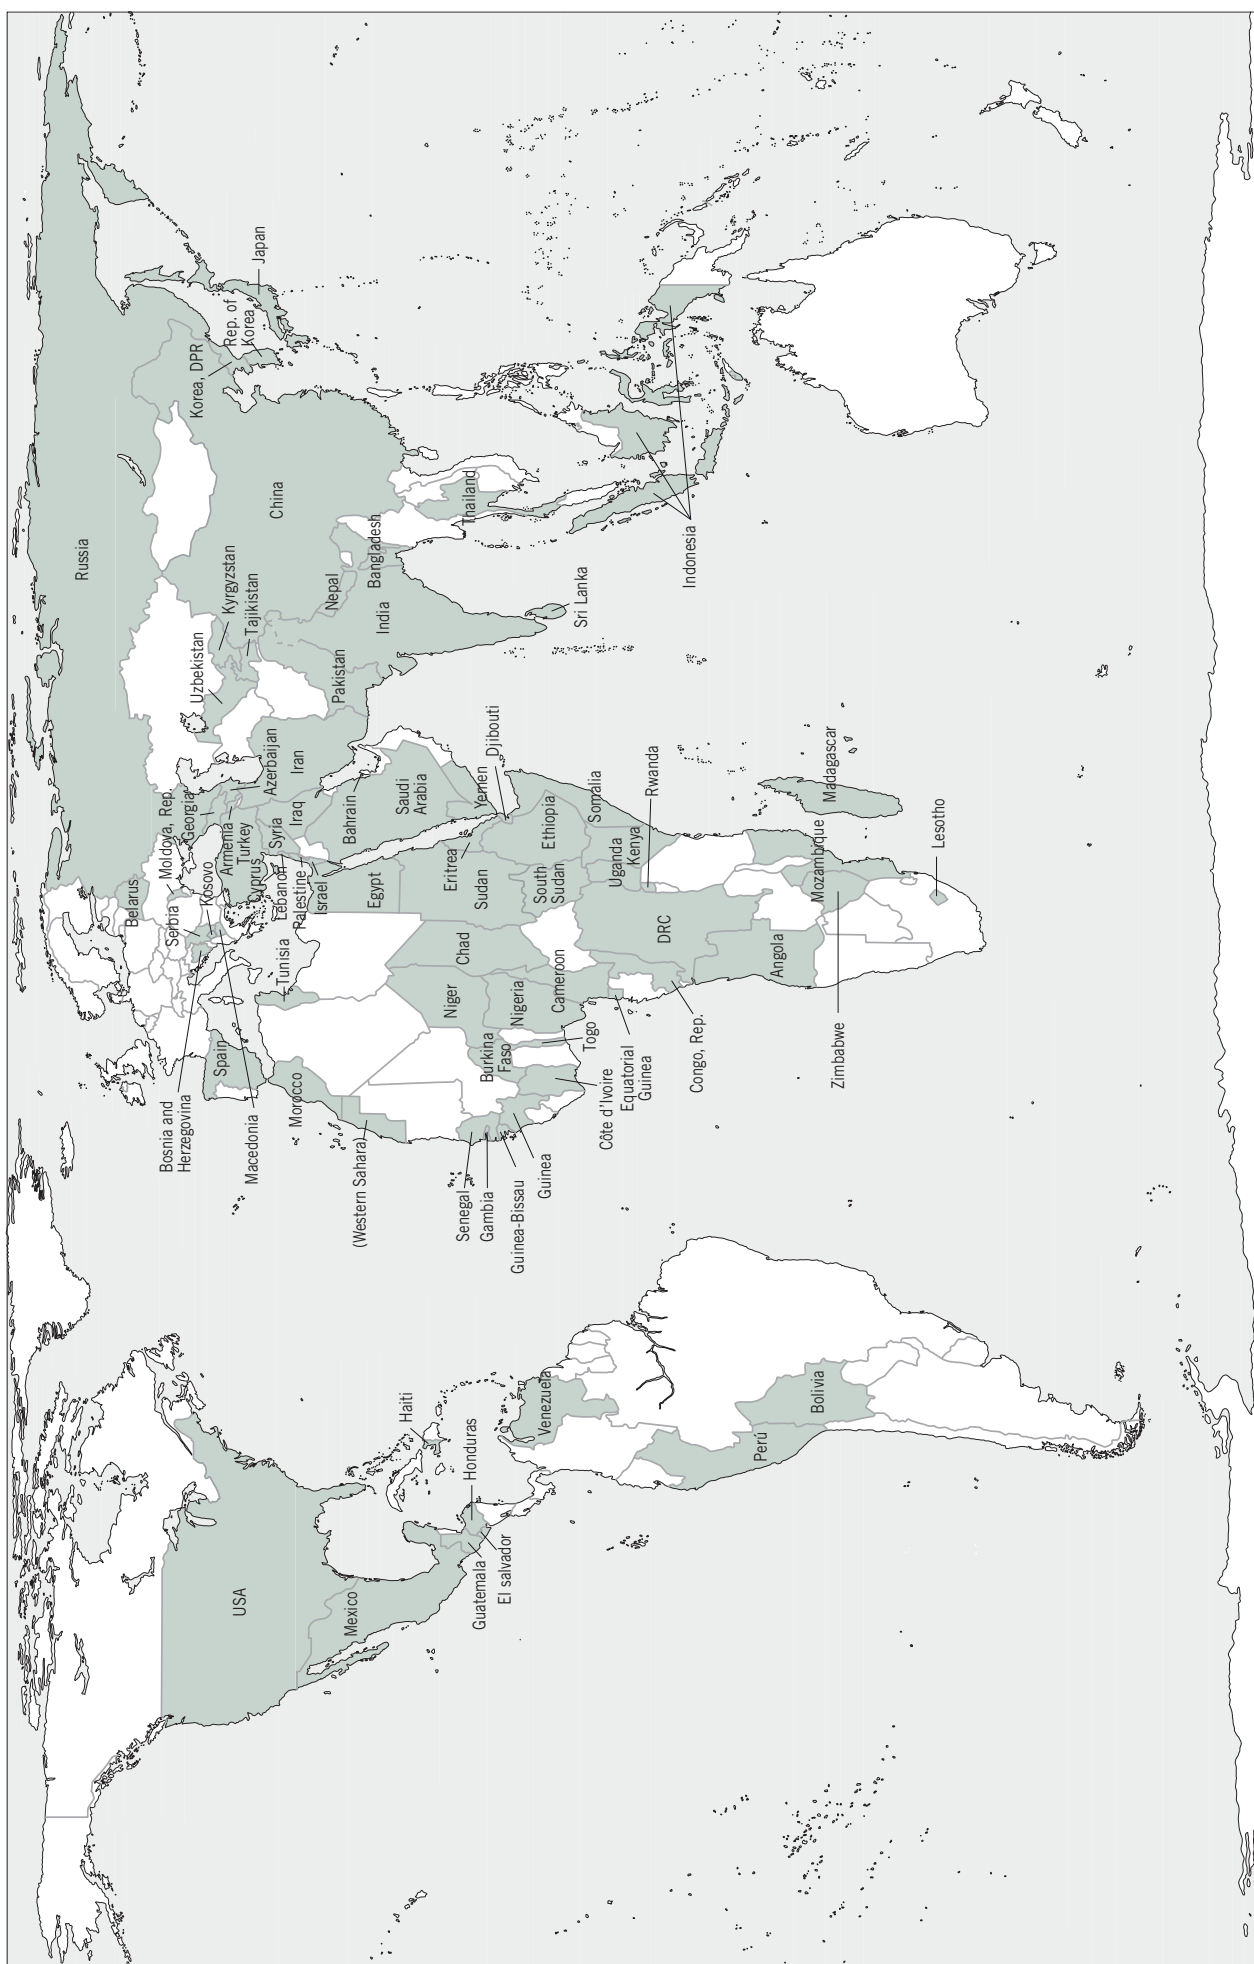 USA
Mexico
Guatemala
El salvador
Honduras
Haiti
Venezuela
Perú
Bolivia
Bosnia and
Herzegovina
Macedonia
Spain
Morocco
(Western Sahara)
Senegal
Gambia
Guinea-Bissau
Guinea
Côte d'Ivoire
Equatorial
Guinea
Togo
Burkina
Faso
Congo, Rep.
Zimbabwe
Niger
Nigeria
Cameroon
Chad
Tunisia
DRC
Angola
Belarus
Serbia
Kosovo
Moldova, Rep.
Georgia
Armenia
Turkey
Cyprus
Syria
Lebanon
Palestine
Israel
Egypt
Eritrea
Sudan
South
Sudan
Uganda
Kenya
Ethiopia
Somalia
Rwanda
Mozambique
Madagascar
Lesotho
Azerbaijan
Iraq
Iran
Bahrain
Saudi
Arabia
Yemen
Djibouti
Russia
Uzbekistan
Kyrgyzstan
Tajikistan
Pakistan
Nepal
India
Bangladesh
Sri Lanka
China
Thailand
Indonesia
Korea, DPR
Rep. of
Korea
Japan